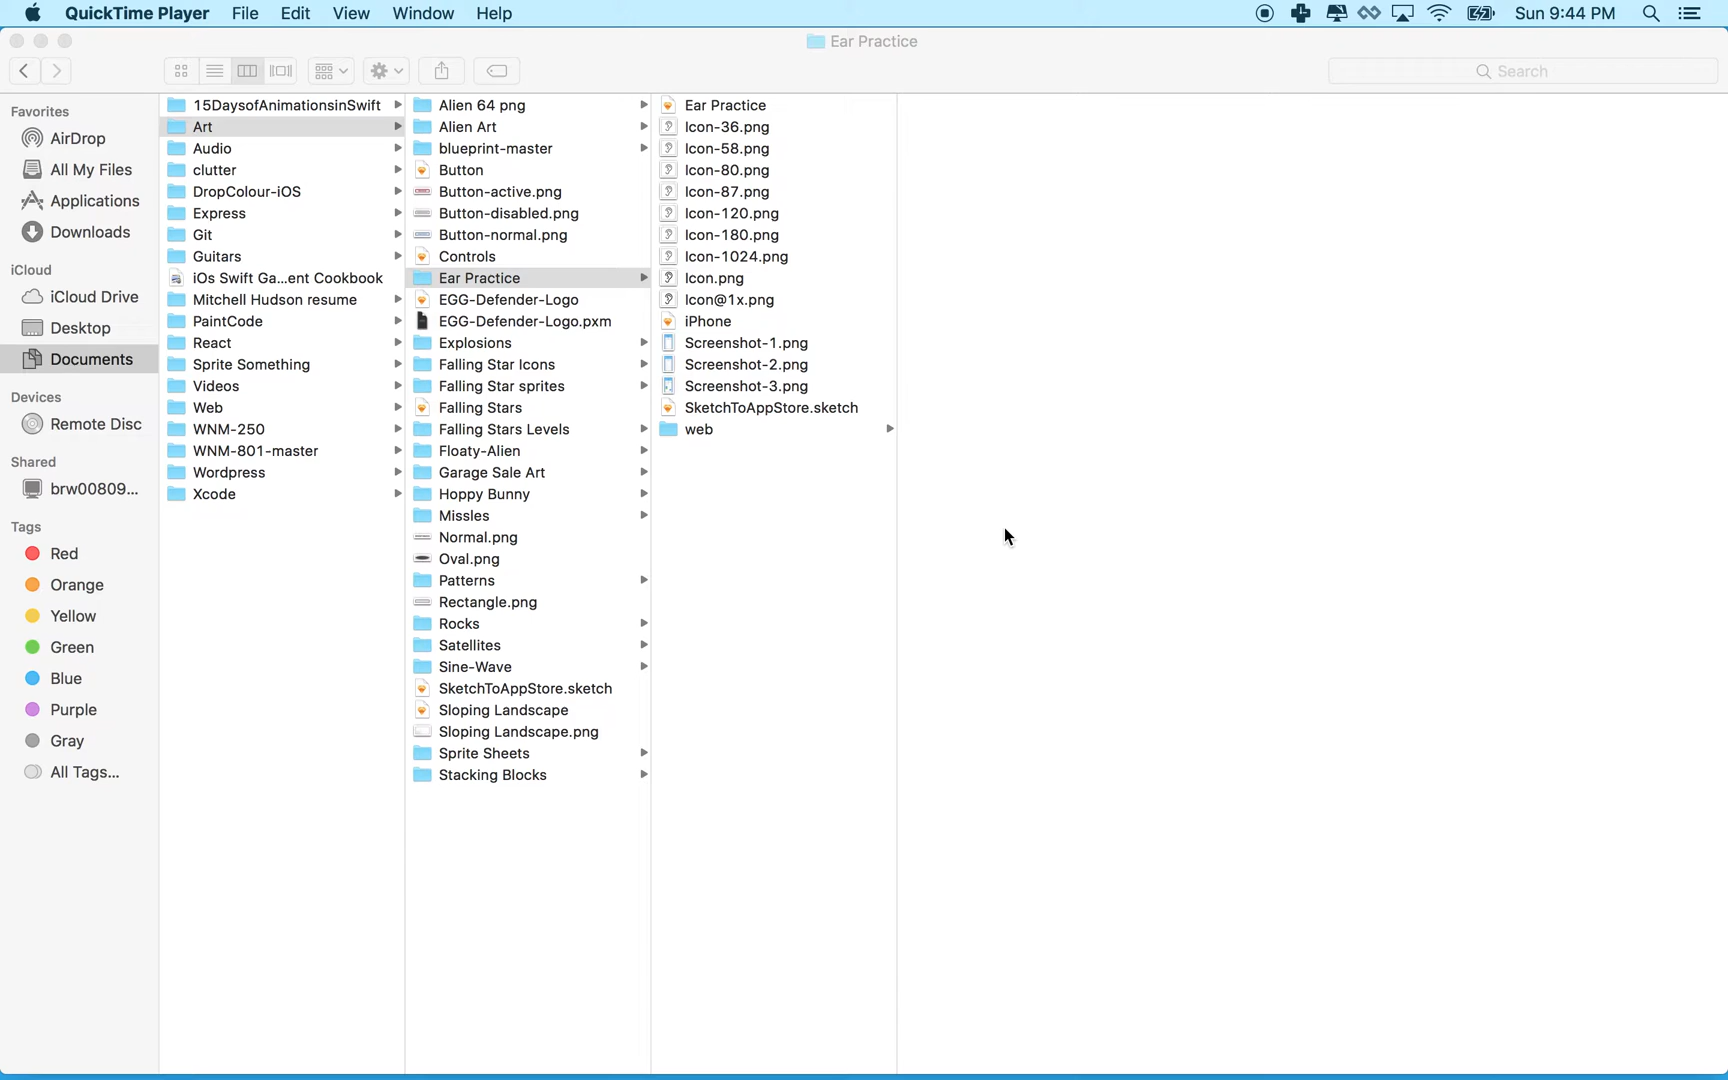 QuickTime Player File Edit View Window Help Sun 9:44 PM
Ear Practice
Search
Favorites
AirDrop
All My Files
Applications
Downloads
iCloud
iCloud Drive
Desktop
Documents
Devices
Remote Disc
Shared
brw00809...
Tags
Red
Orange
Yellow
Green
Blue
Purple
Gray
All Tags...
15DaysofAnimationsinSwift
Art
Audio
clutter
DropColour-iOS
Express
Git
Guitars
iOs Swift Ga...ent Cookbook
Mitchell Hudson resume
PaintCode
React
Sprite Something
Videos
Web
WNM-250
WNM-801-master
Wordpress
Xcode
Alien 64 png
Alien Art
blueprint-master
Button
Button-active.png
Button-disabled.png
Button-normal.png
Controls
Ear Practice
EGG-Defender-Logo
EGG-Defender-Logo.pxm
Explosions
Falling Star Icons
Falling Star sprites
Falling Stars
Falling Stars Levels
Floaty-Alien
Garage Sale Art
Hoppy Bunny
Missles
Normal.png
Oval.png
Patterns
Rectangle.png
Rocks
Satellites
Sine-Wave
SketchToAppStore.sketch
Sloping Landscape
Sloping Landscape.png
Sprite Sheets
Stacking Blocks
Ear Practice
Icon-36.png
Icon-58.png
Icon-80.png
Icon-87.png
Icon-120.png
Icon-180.png
Icon-1024.png
Icon.png
Icon@1x.png
iPhone
Screenshot-1.png
Screenshot-2.png
Screenshot-3.png
SketchToAppStore.sketch
web